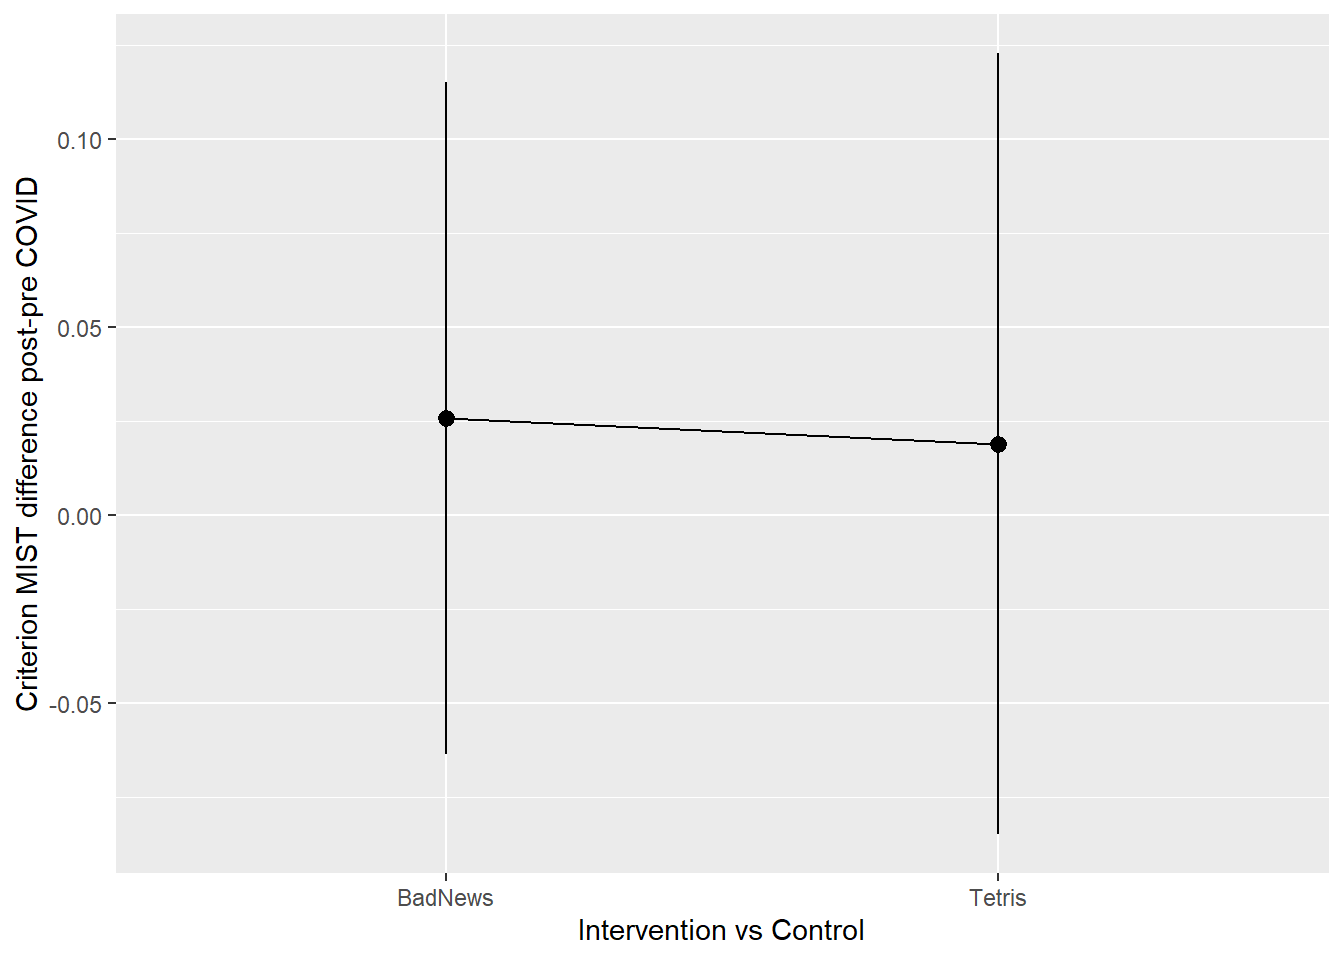 Criterion MIST difference post-pre COVID
0.10
0.05
0.00
-0.05
BadNews
Tetris
Intervention vs Control